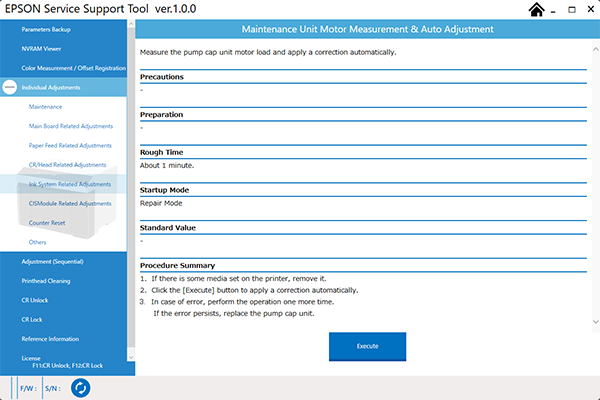 EPSON Service Support Tool ver.1.0.0
Parameters Backup
NVRAM Viewer
Color Measurement / Offset Registration
Individual Adjustments
Maintenance
Main Board Related Adjustments
Paper Feed Related Adjustments
CR/Head Related Adjustments
Ink System Related Adjustments
CISModule Related Adjustments
Counter Reset
Others
Adjustment (Sequential)
Printhead Cleaning
CR Unlock
CR Lock
Reference Information
License
F11:CR Unlock, F12:CR Lock
F/W :
S/N :
Maintenance Unit Motor Measurement & Auto Adjustment
Measure the pump cap unit motor load and apply a correction automatically.
Precautions
-
Preparation
-
Rough Time
About 1 minute.
Startup Mode
Repair Mode
Standard Value
-
Procedure Summary
1. If there is some media set on the printer, remove it.
2. Click the [Execute] button to apply a correction automatically.
3. In case of error, perform the operation one more time.
If the error persists, replace the pump cap unit.
Execute